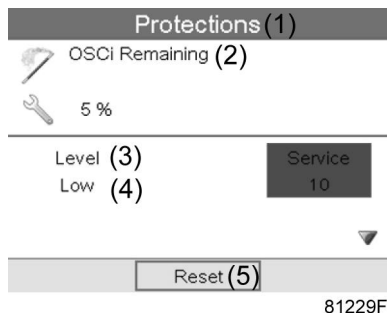 Protections (1)
OSCi Remaining (2)
5 %
Level (3)
Service
Low (4)
10
Reset (5)
81229F